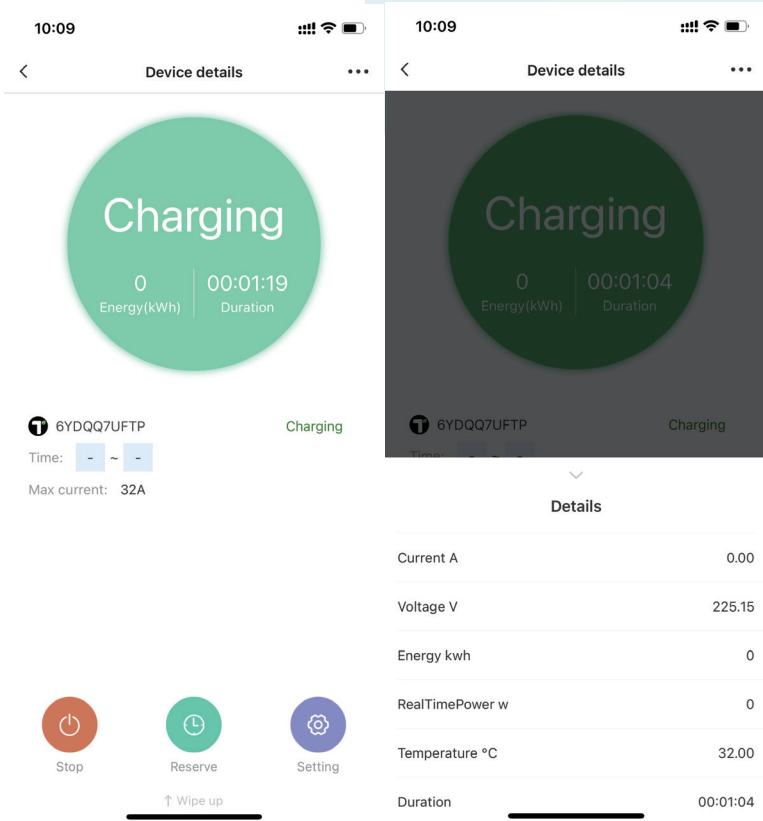 10:09
Device details
Charging
0 00:01:19
Energy(kWh) Duration
6YDQQ7UFTP Charging
Time: - ~ -
Max current: 32A
Stop Reserve Setting
↑ Wipe up
10:09
Device details
Charging
0 00:01:04
Energy(kWh) Duration
6YDQQ7UFTP Charging
Time: - ~ -
Details
Current A 0.00
Voltage V 225.15
Energy kwh 0
RealTimePower w 0
Temperature °C 32.00
Duration 00:01:04